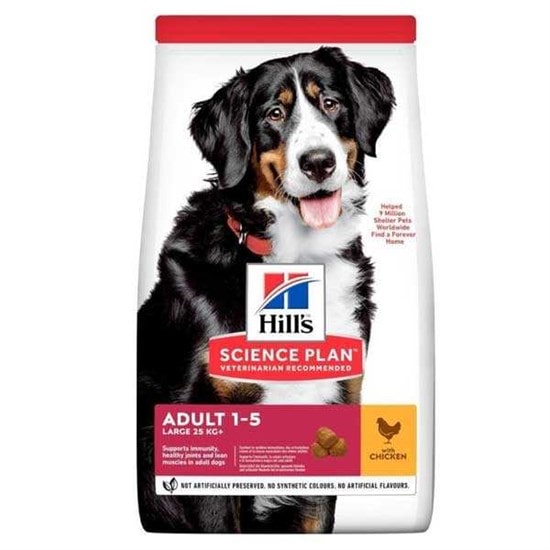 Helped
9 Million
Shelter Pets
Worldwide
Find a Forever
Home
Hill's
SCIENCE PLAN™
VETERINARIAN RECOMMENDED
ADULT 1-5
LARGE 25 KG+
Supports immunity,
healthy joints and lean
muscles in adult dogs
with
CHICKEN
NOT ARTIFICIALLY PRESERVED. NO SYNTHETIC COLOURS. NO ARTIFICIAL FLAVOURS.